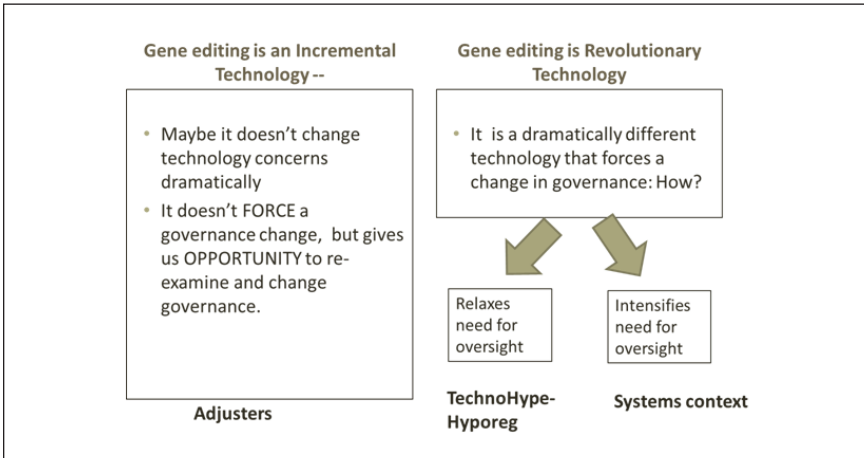 Gene editing is an Incremental
Technology --
• Maybe it doesn't change
technology concerns
dramatically
• It doesn't FORCE a
governance change, but gives
us OPPORTUNITY to re-
examine and change
governance.
Adjusters
Gene editing is Revolutionary
Technology
• It is a dramatically different
technology that forces a
change in governance: How?
Relaxes
need for
oversight
TechnoHype-
Hyporeg
Intensifies
need for
oversight
Systems context